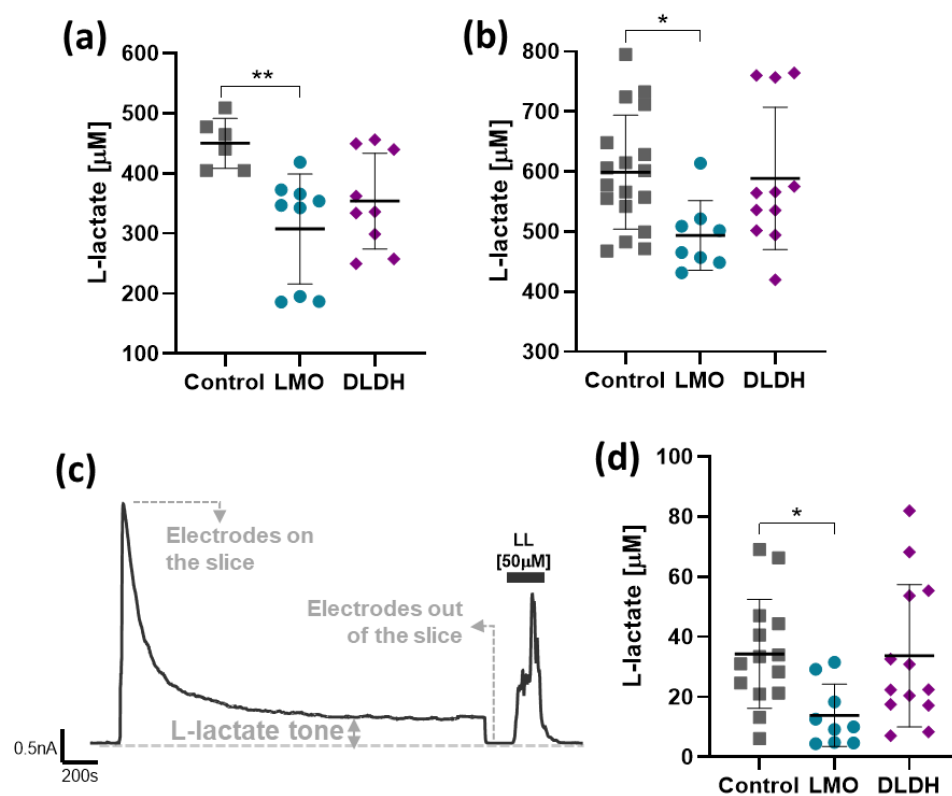 (a)
600
500
400
300
200
100
L-lactate [µM]
**
Control LMO DLDH
(b)
800
700
600
500
400
300
L-lactate [µM]
*
Control LMO DLDH
(c)
Electrodes on
the slice
LL
[50µM]
Electrodes out
of the slice
L-lactate tone
0.5nA
200s
(d)
100
80
60
40
20
0
L-lactate [µM]
*
Control LMO DLDH